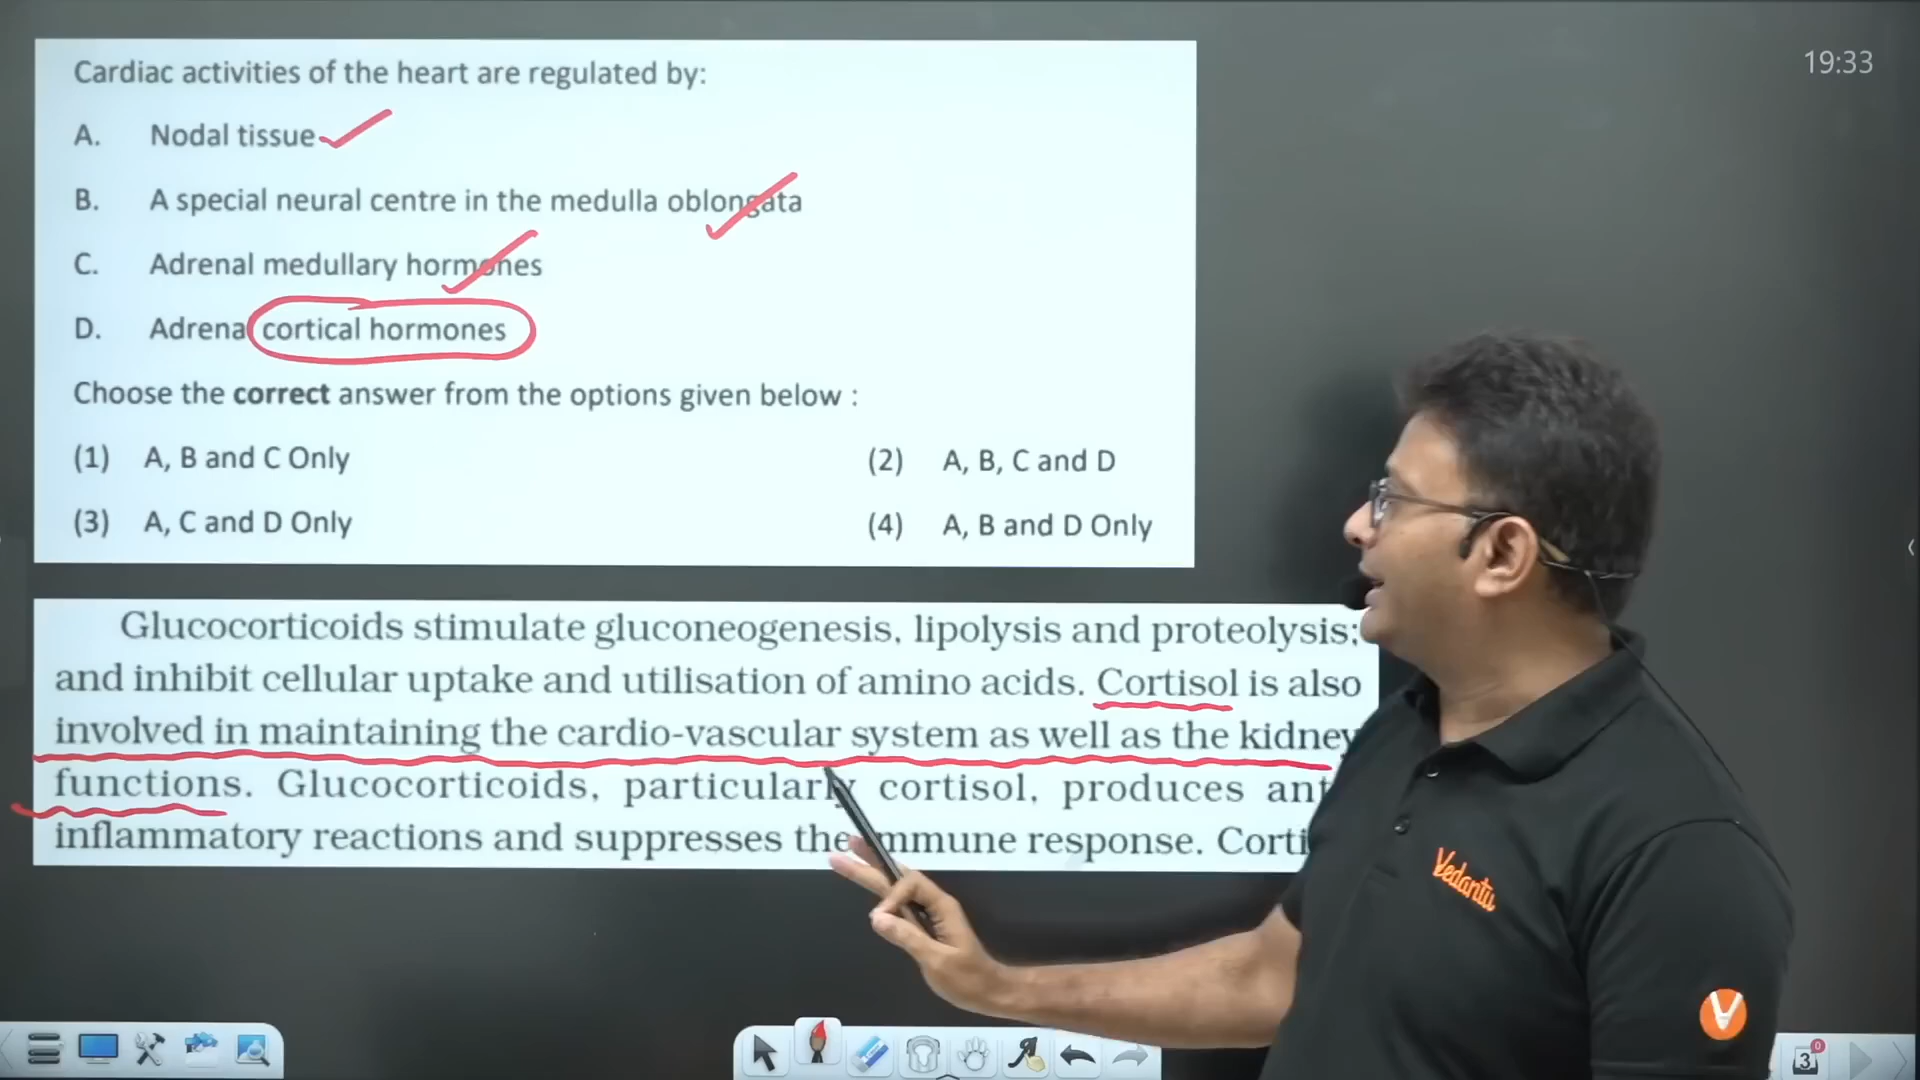 19:33
Cardiac activities of the heart are regulated by:
A. Nodal tissue
B. A special neural centre in the medulla oblongata
C. Adrenal medullary hormones
D. Adrenal cortical hormones
Choose the correct answer from the options given below :
(1) A, B and C Only (2) A, B, C and D
(3) A, C and D Only (4) A, B and D Only
Glucocorticoids stimulate gluconeogenesis, lipolysis and proteolysis;
and inhibit cellular uptake and utilisation of amino acids. Cortisol is also
involved in maintaining the cardio-vascular system as well as the kidney
functions. Glucocorticoids, particularly cortisol, produces
inflammatory reactions and suppresses the response.
Vedantu
V
3
0